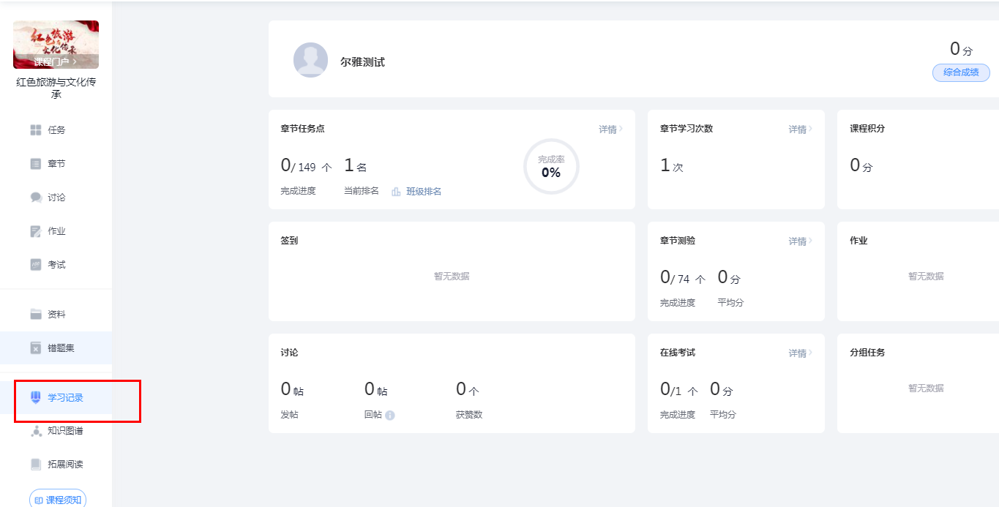 红色旅游
与
文化传承
课程门户 >
红色旅游与文化传
承
任务
章节
讨论
作业
考试
资料
错题集
学习记录
知识图谱
拓展阅读
课程须知
尔雅测试
0 分
综合成绩
章节任务点 详情 >
0/ 149 个 1 名
完成进度 当前排名 班级排名
完成率
0%
章节学习次数 详情 >
1 次
课程积分
0 分
签到
暂无数据
章节测验 详情 >
0/ 74 个 0 分
完成进度 平均分
作业
暂无数据
讨论
0 帖 0 帖 0 个
发帖 回帖 获赞数
在线考试 详情 >
0/1 个 0 分
完成进度 平均分
分组任务
暂无数据